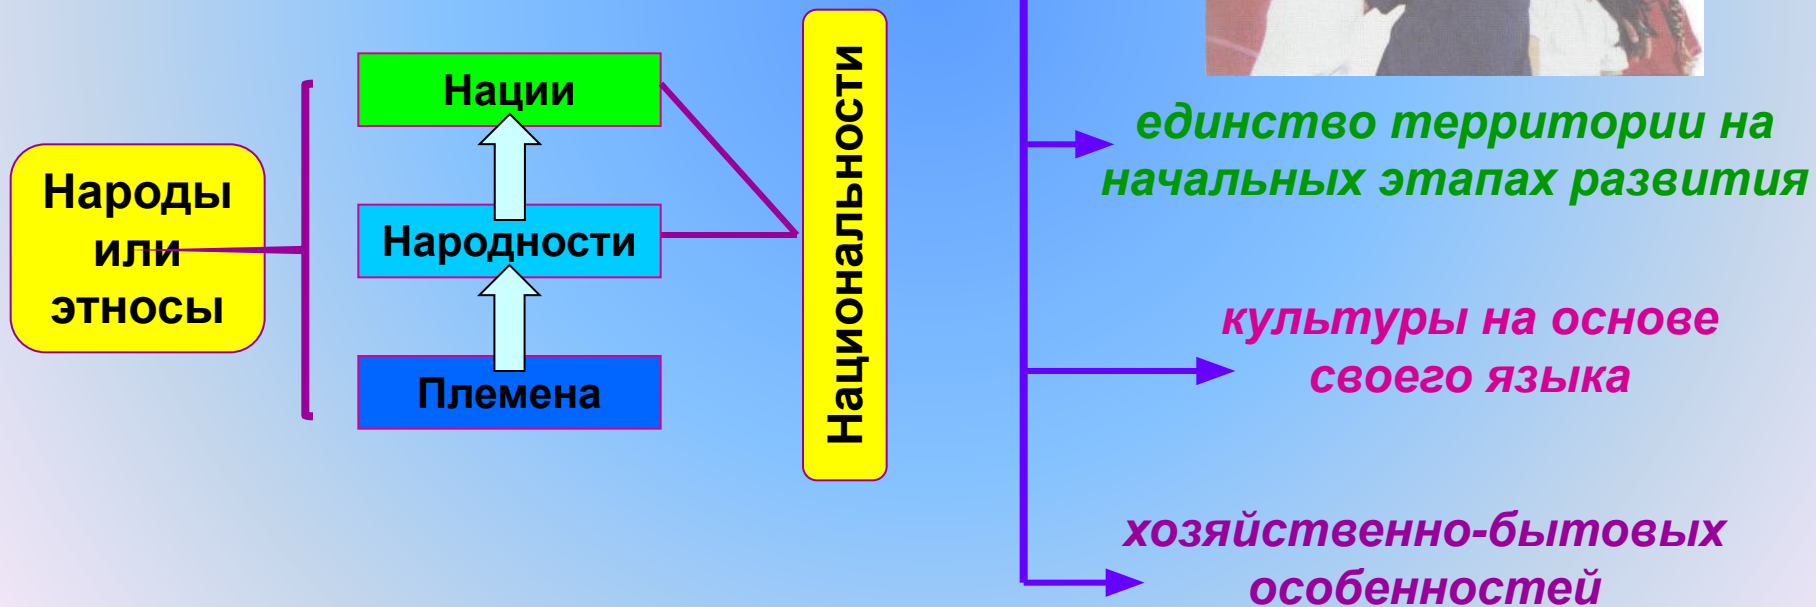 Народы
или
этносы
Нации
Народности
Племена
Национальности
единство территории на
начальных этапах развития
культуры на основе
своего языка
хозяйственно-бытовых
особенностей